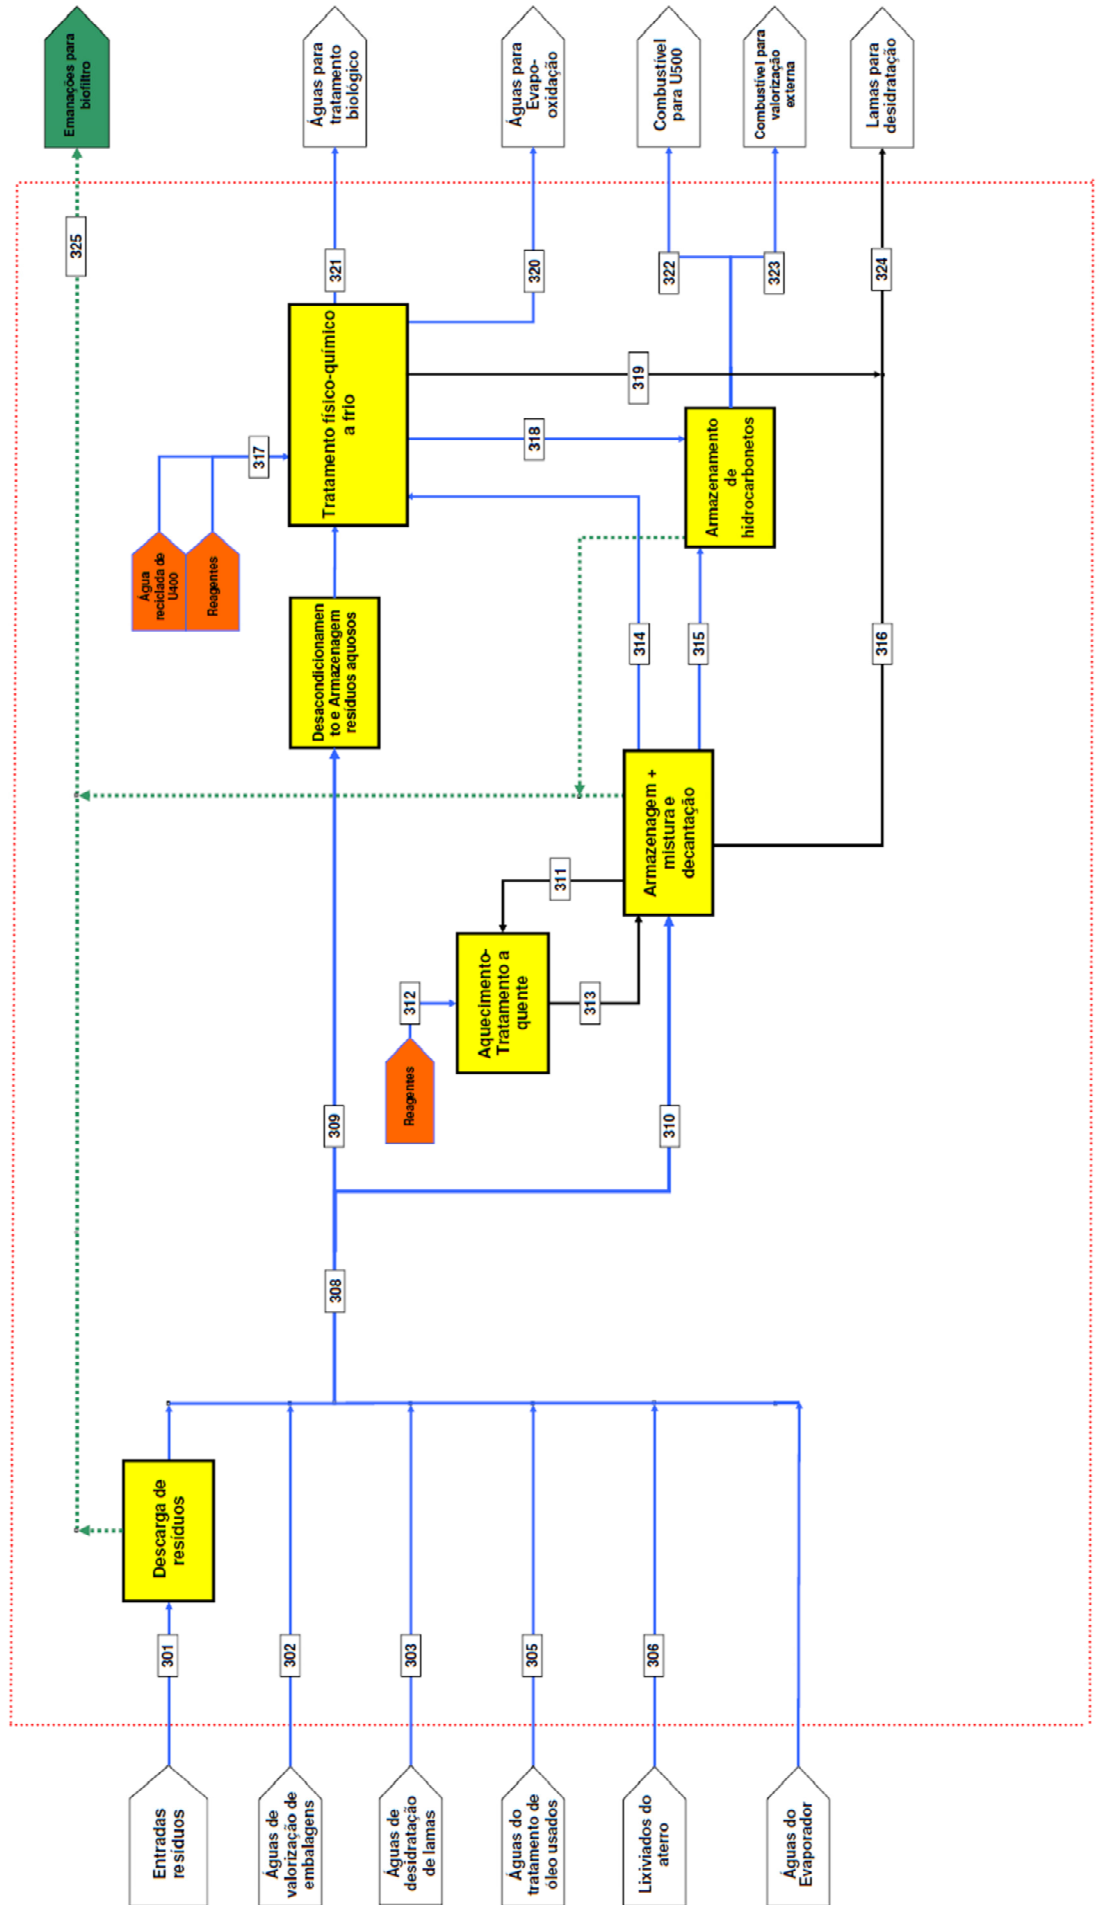 Emanações para
biofiltro
Águas para
tratamento
biológico
Águas para
Evapo-
oxidação
Combustível
para U500
Combustível para
valorização
externa
Lamas para
desidratação
325
321
320
322
323
324
Tratamento físico-químico
a frio
319
317
318
Armazenamento
de
hidrocarbonetos
Água
reciclada de
U400
Reagentes
Desacondicionamen
to e Armazenagem
resíduos aquosos
314
315
316
Armazenagem +
mistura e
decantação
311
Aquecimento-
Tratamento a
quente
312
313
Reagentes
309
310
308
Descarga de
resíduos
301
302
303
305
306
Entradas
resíduos
Águas de
valorização de
embalagens
Águas de
desidratação
de lamas
Águas do
tratamento de
óleo usados
Lixiviados do
aterro
Águas do
Evaporador